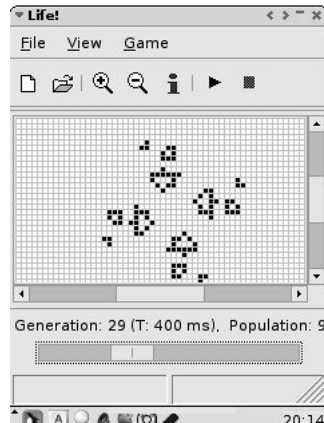 Life!
File View Game
Generation: 29 (T: 400 ms), Population: 9
A
20:14